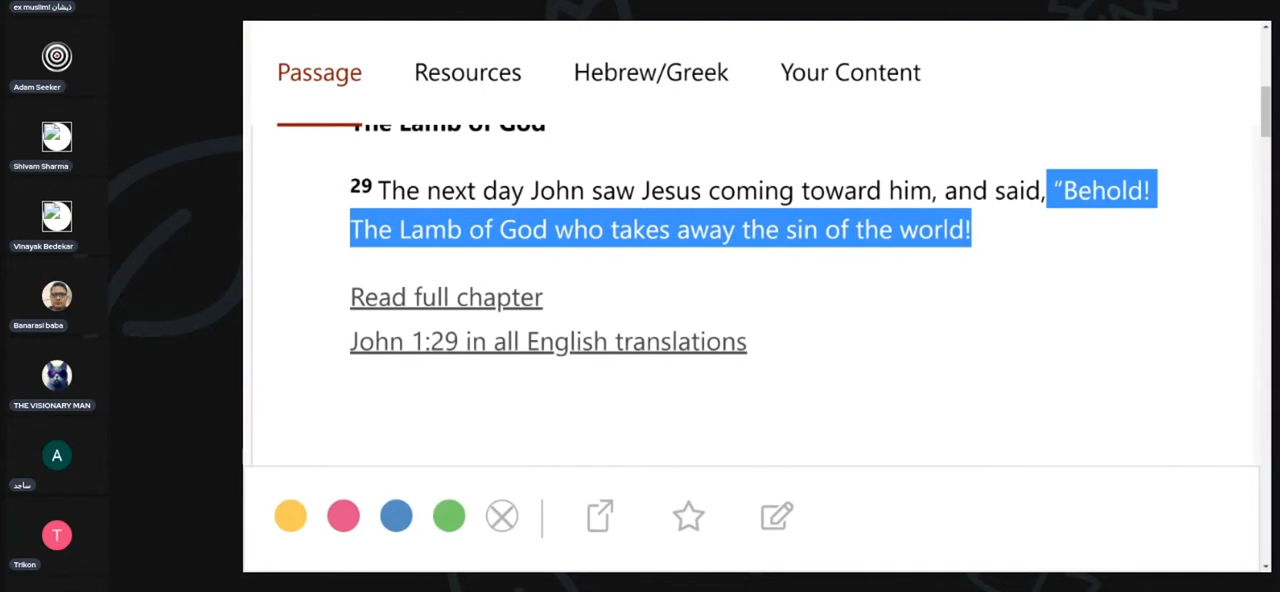 ex muslim ذیشان
Adam Seeker
Shivam Sharma
Vinayak Bedekar
Banarasi baba
THE VISIONARY MAN
A
ساجد
T
Trikon
Passage Resources Hebrew/Greek Your Content
The Lamb of God
29 The next day John saw Jesus coming toward him, and said, “Behold!
The Lamb of God who takes away the sin of the world!
Read full chapter
John 1:29 in all English translations